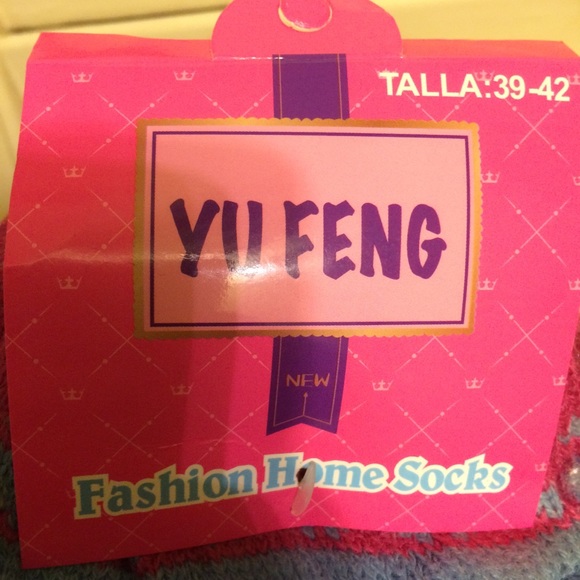 TALLA:39-42
YU FENG
NEW
Fashion Home Socks